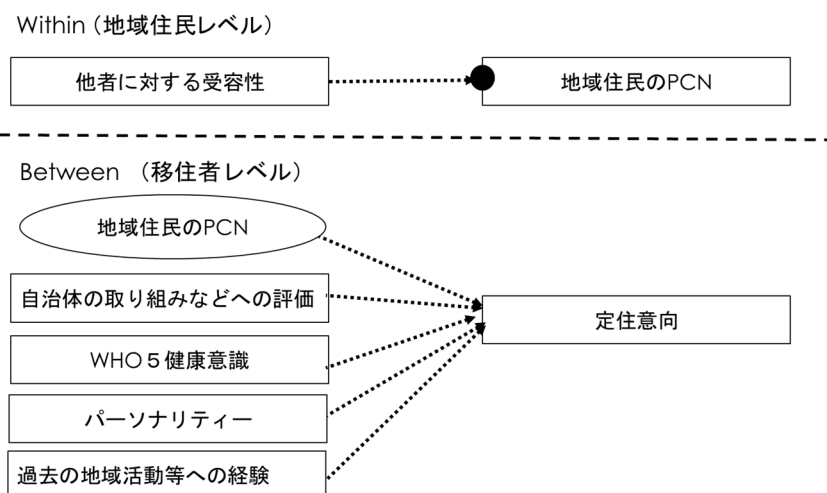 Within（地域住民レベル）
他者に対する受容性
地域住民のPCN
Between （移住者レベル）
地域住民のPCN
自治体の取り組みなどへの評価
定住意向
WHO５健康意識
パーソナリティー
過去の地域活動等への経験